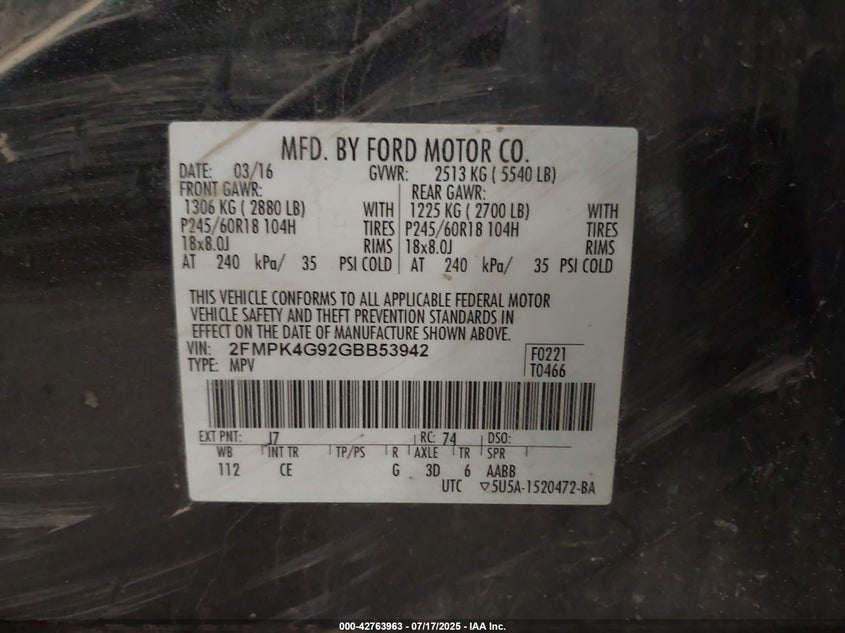 MFD. BY FORD MOTOR CO.
DATE: 03/16 GVWR: 2513 KG ( 5540 LB)
FRONT GAWR: REAR GAWR:
1306 KG ( 2880 LB) WITH 1225 KG ( 2700 LB) WITH
P245/60R18 104H TIRES P245/60R18 104H TIRES
18x8.0J RIMS 18x8.0J RIMS
AT 240 kPa/ 35 PSI COLD AT 240 kPa/ 35 PSI COLD
THIS VEHICLE CONFORMS TO ALL APPLICABLE FEDERAL MOTOR
VEHICLE SAFETY AND THEFT PREVENTION STANDARDS IN
EFFECT ON THE DATE OF MANUFACTURE SHOWN ABOVE.
VIN: 2FMPK4G92GBB53942 F0221
TYPE: MPV T0466
EXT PNT: J7 RC: 74 DSO:
WB INT TR TP/PS R AXLE TR SPR
112 CE G 3D 6 AABB
UTC ▽5U5A-1520472-BA
000-42763963 - 07/17/2025 - IAA Inc.